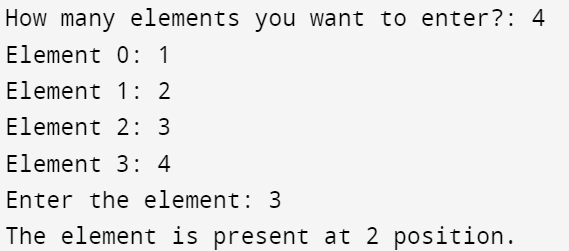 How many elements you want to enter?: 4
Element 0: 1
Element 1: 2
Element 2: 3
Element 3: 4
Enter the element: 3
The element is present at 2 position.